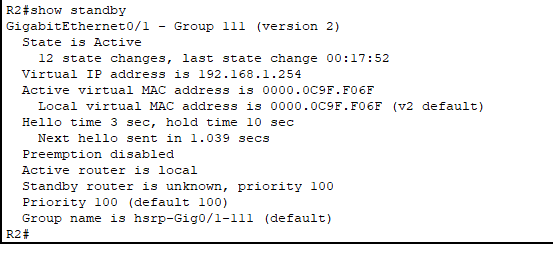 R2#show standby
GigabitEthernet0/1 - Group 111 (version 2)
State is Active
12 state changes, last state change 00:17:52
Virtual IP address is 192.168.1.254
Active virtual MAC address is 0000.0C9F.F06F
Local virtual MAC address is 0000.0C9F.F06F (v2 default)
Hello time 3 sec, hold time 10 sec
Next hello sent in 1.039 secs
Preemption disabled
Active router is local
Standby router is unknown, priority 100
Priority 100 (default 100)
Group name is hsrp-Gig0/1-111 (default)
R2#